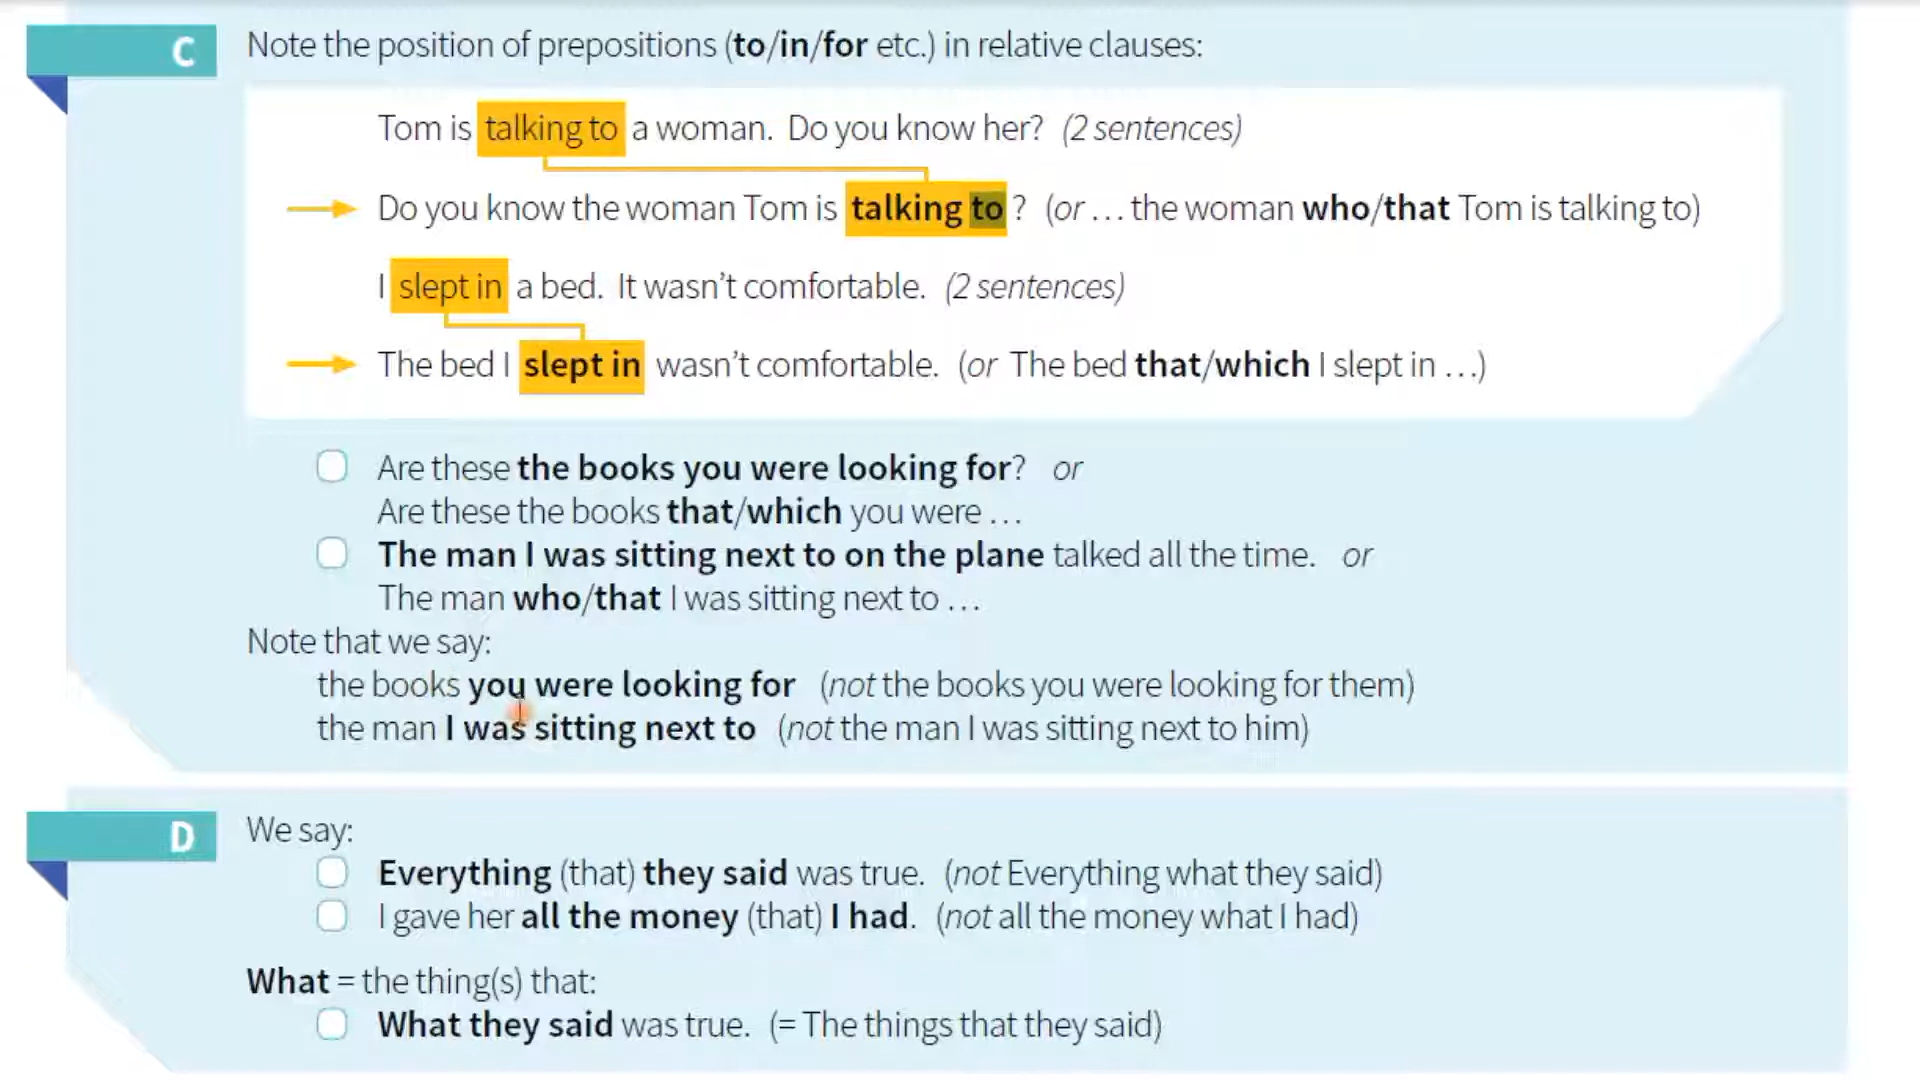 C
Note the position of prepositions (to/in/for etc.) in relative clauses:
Tom is talking to a woman. Do you know her? (2 sentences)
Do you know the woman Tom is talking to ? (or … the woman who/that Tom is talking to)
I slept in a bed. It wasn't comfortable. (2 sentences)
The bed I slept in wasn't comfortable. (or The bed that/which I slept in …)
Are these the books you were looking for? or
Are these the books that/which you were …
The man I was sitting next to on the plane talked all the time. or
The man who/that I was sitting next to …
Note that we say:
the books you were looking for (not the books you were looking for them)
the man I was sitting next to (not the man I was sitting next to him)
D
We say:
Everything (that) they said was true. (not Everything what they said)
I gave her all the money (that) I had. (not all the money what I had)
What = the thing(s) that:
What they said was true. (= The things that they said)